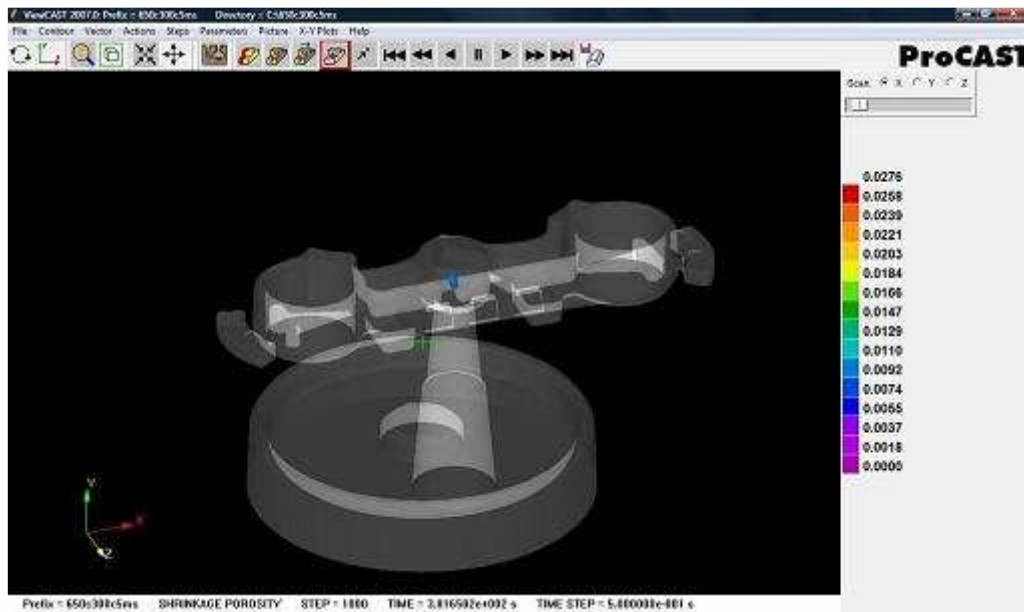 ViewCAST 2007.0: Prefix = 650c300c5ms Directory = C:\650c300c5ms
File Contour Vector Actions Steps Parameters Picture X-Y Plots Help
ProCAST
Scan X Y Z
0.0276
0.0258
0.0239
0.0221
0.0203
0.0184
0.0166
0.0147
0.0129
0.0110
0.0092
0.0074
0.0055
0.0037
0.0018
0.0000
Y
X
Z
Prefix = 650c300c5ms SHRINKAGE POROSITY STEP = 1000 TIME = 3.816502e+002 s TIME STEP = 5.000000e-001 s